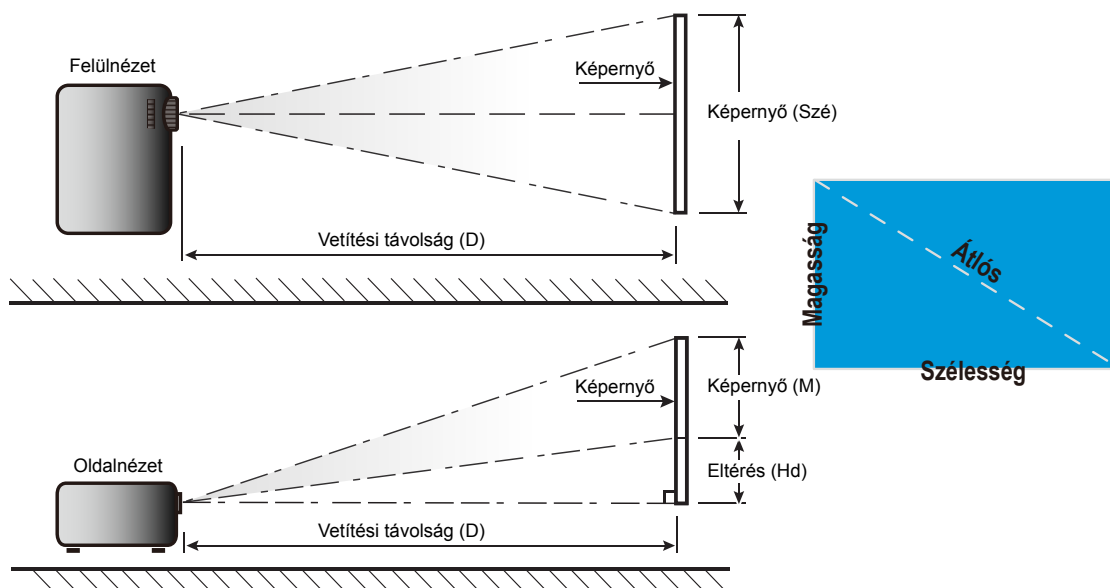 Felülnézet
Képernyő
Képernyő (Szé)
Vetítési távolság (D)
Magasság
Átlós
Szélesség
Képernyő
Képernyő (M)
Oldalnézet
Eltérés (Hd)
Vetítési távolság (D)